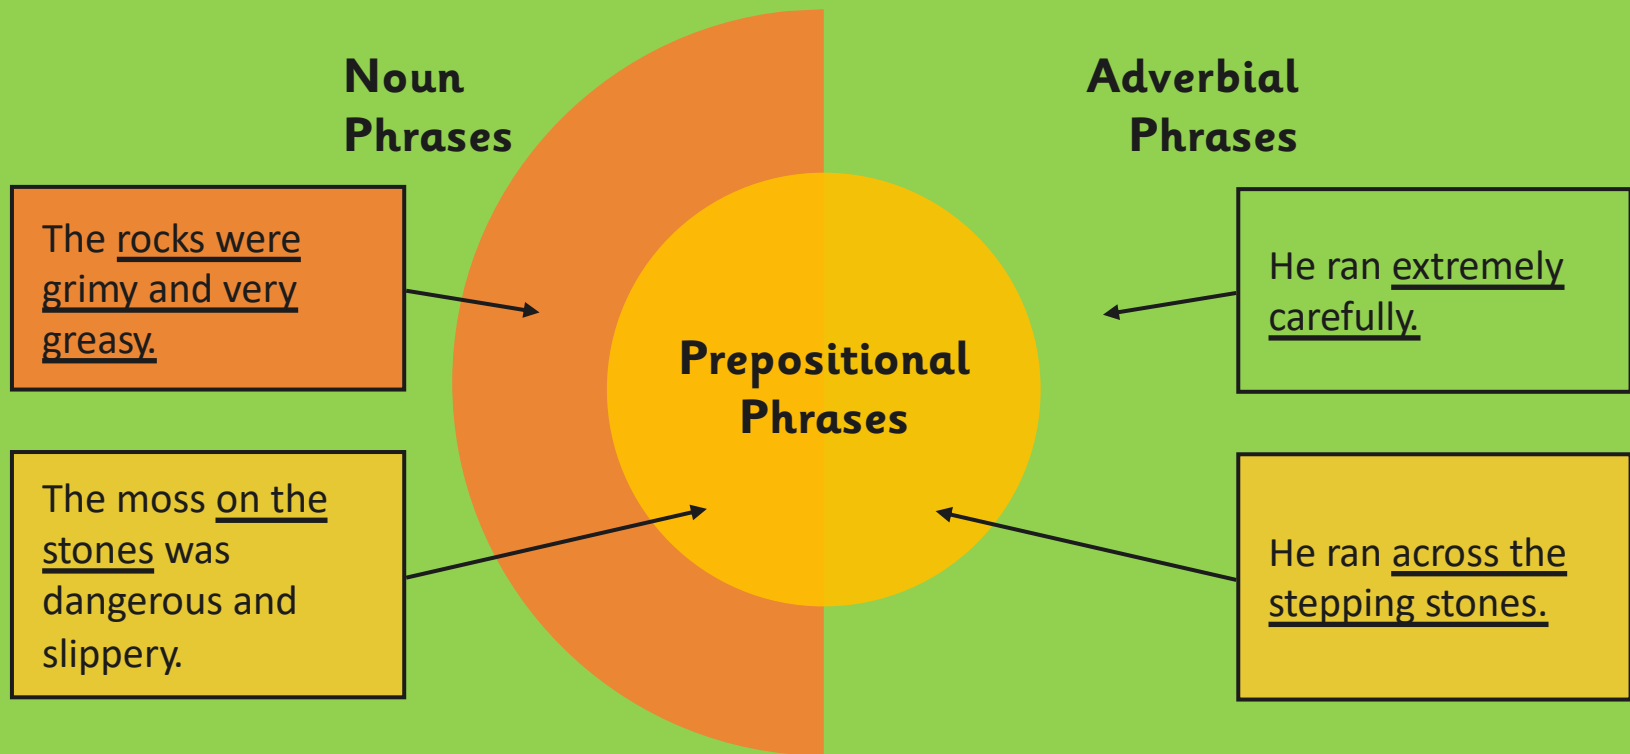 Noun
Phrases
The rocks were
grimy and very
greasy.
The moss on the
stones was
dangerous and
slippery.
Prepositional
Phrases
Adverbial
Phrases
He ran extremely
carefully.
He ran across the
stepping stones.